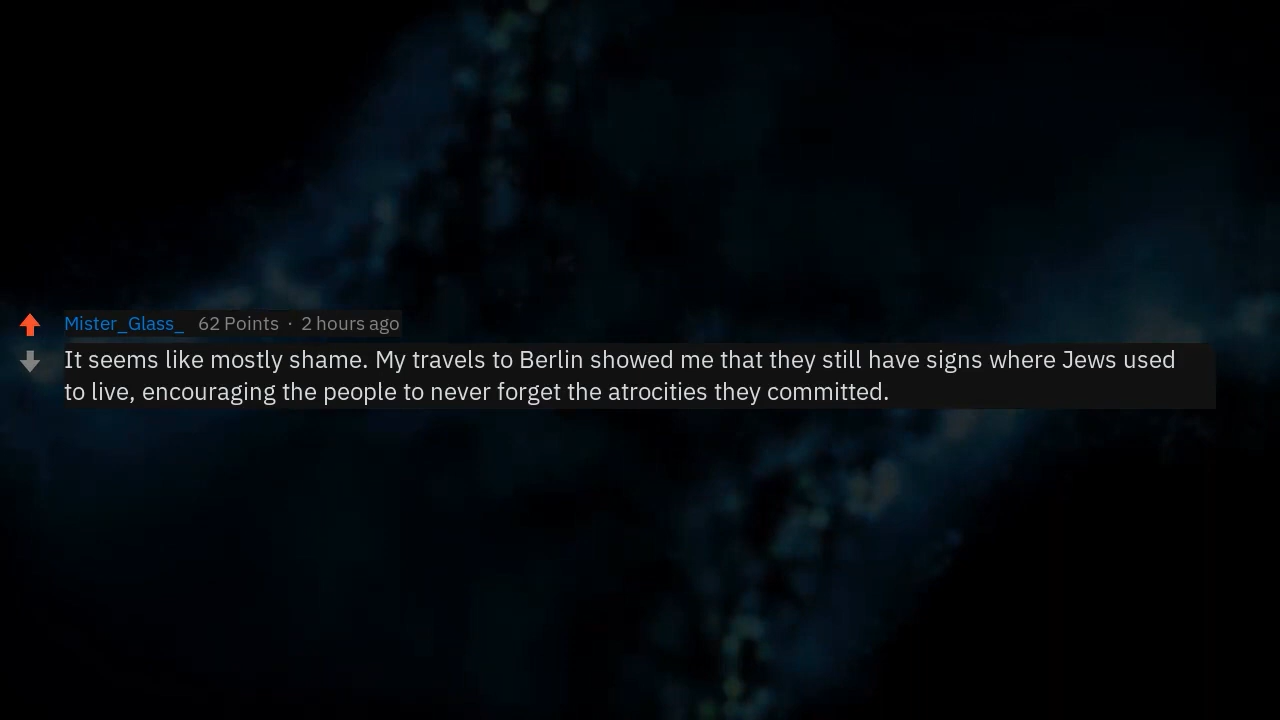 Mister_Glass_ 62 Points · 2 hours ago
It seems like mostly shame. My travels to Berlin showed me that they still have signs where Jews used
to live, encouraging the people to never forget the atrocities they committed.